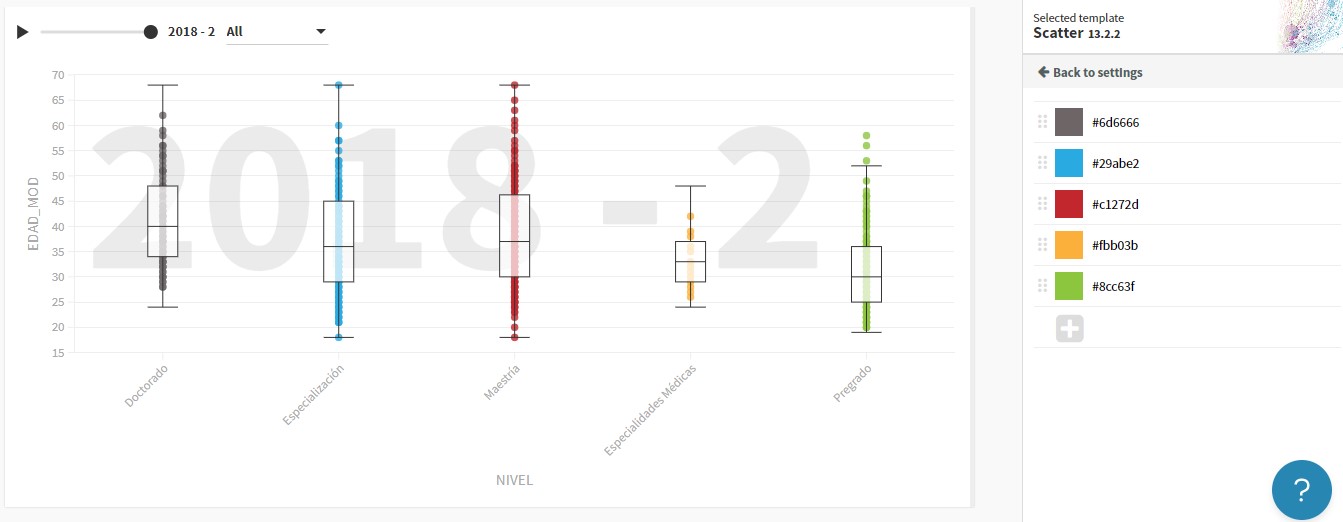 2018 - 2 All
2018 - 2
EDAD_MOD
70
65
60
55
50
45
40
35
30
25
20
15
Doctorado
Especialización
Maestría
Especialidades Médicas
Pregrado
NIVEL
Selected template
Scatter 13.2.2
Back to settings
#6d6666
#29abe2
#c1272d
#fbb03b
#8cc63f
?